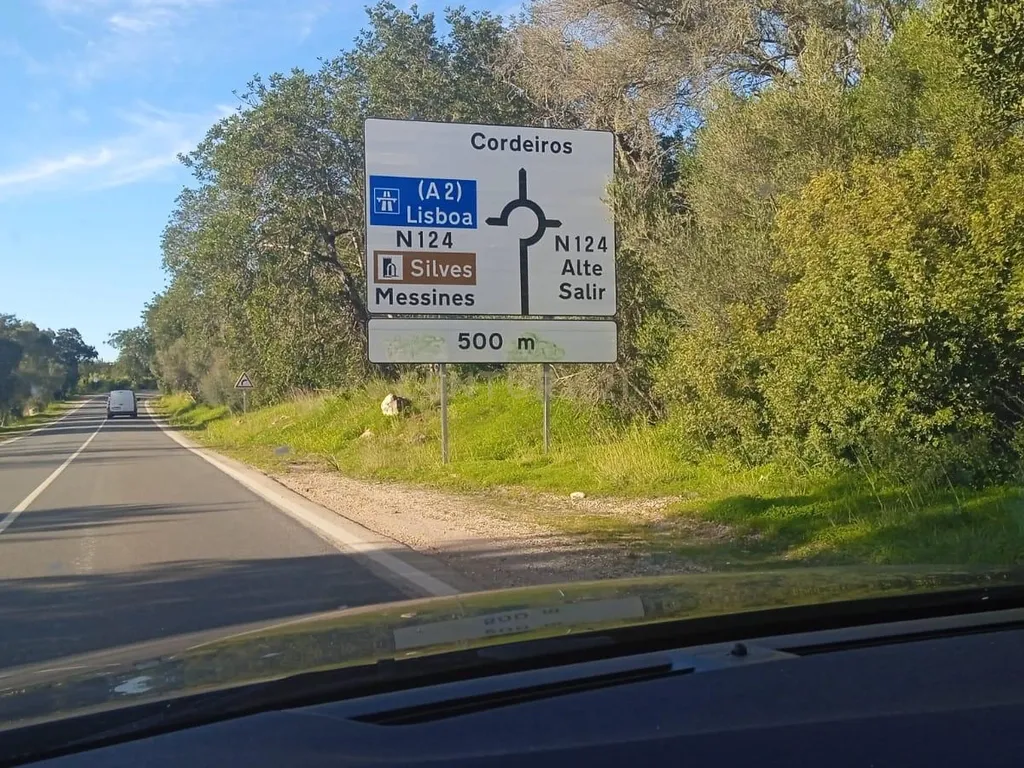 Cordeiros
(A2)
Lisboa
N124
Silves
Messines
N124
Alte
Salir
500 m